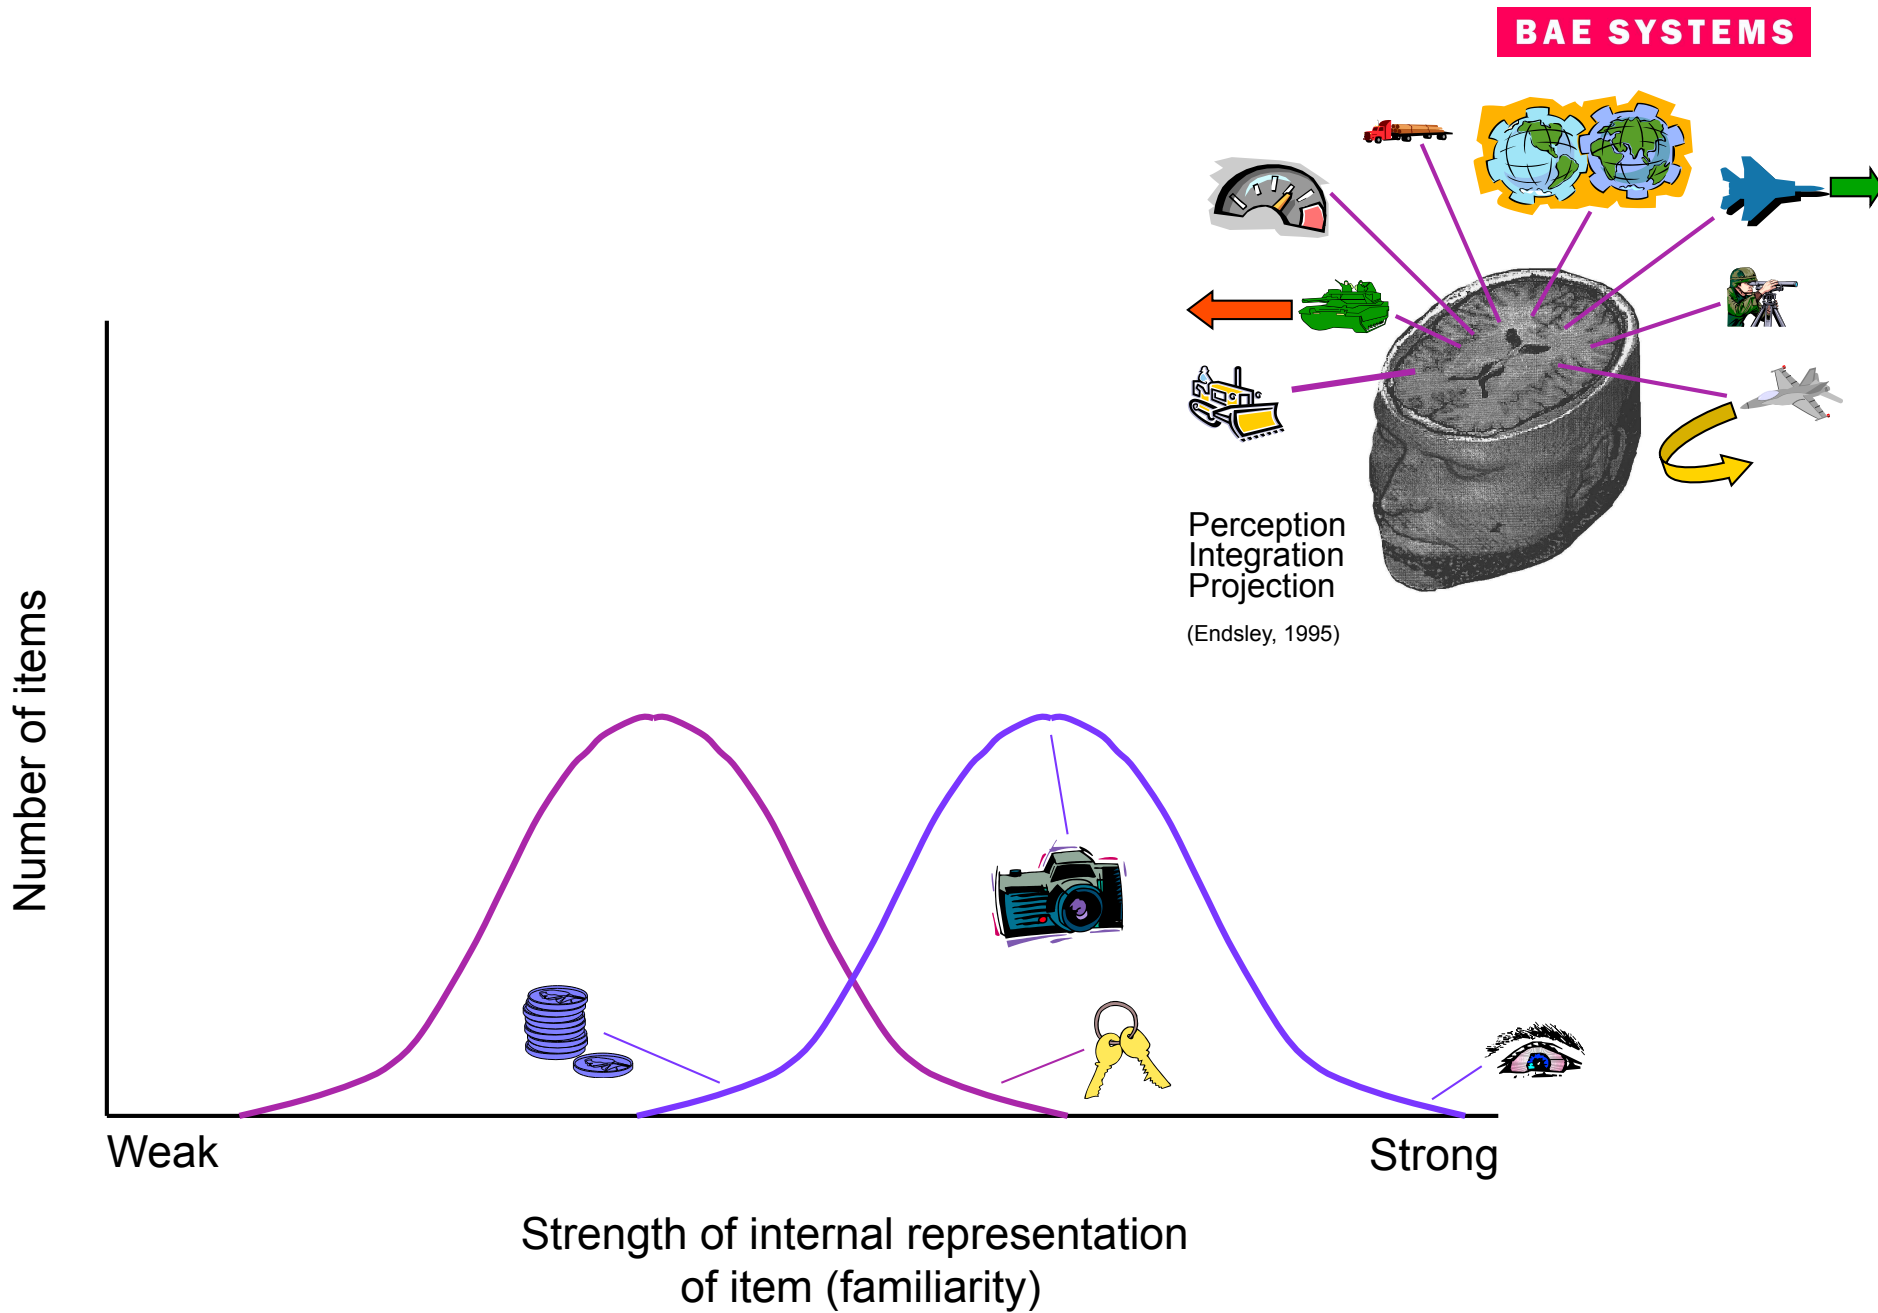 BAE SYSTEMS
Perception
Integration
Projection
(Endsley, 1995)
Number of items
Weak
Strong
Strength of internal representation
of item (familiarity)